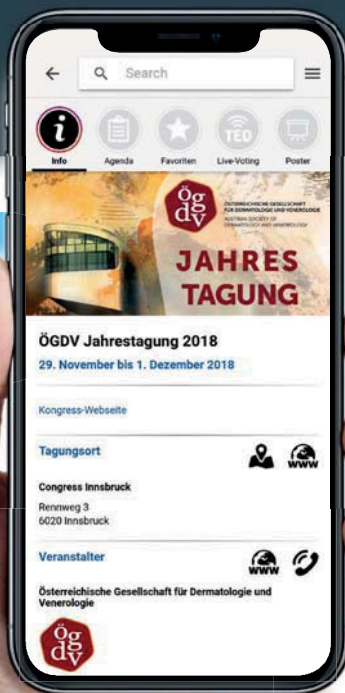 Search
i
Info
Agenda
Favoriten
TED
Live-Voting
Poster
ög
dv
ÖSTERREICHISCHE GESELLSCHAFT
FÜR DERMATOLOGIE UND VENEROLOGIE
AUSTRIAN SOCIETY OF
DERMATOLOGY AND VENEREOLOGY
JAHRES
TAGUNG
ÖGDV Jahrestagung 2018
29. November bis 1. Dezember 2018
Kongress-Webseite
Tagungsort
WWW
Congress Innsbruck
Rennweg 3
6020 Innsbruck
Veranstalter
WWW
Österreichische Gesellschaft für Dermatologie und
Venerologie
ög
dv